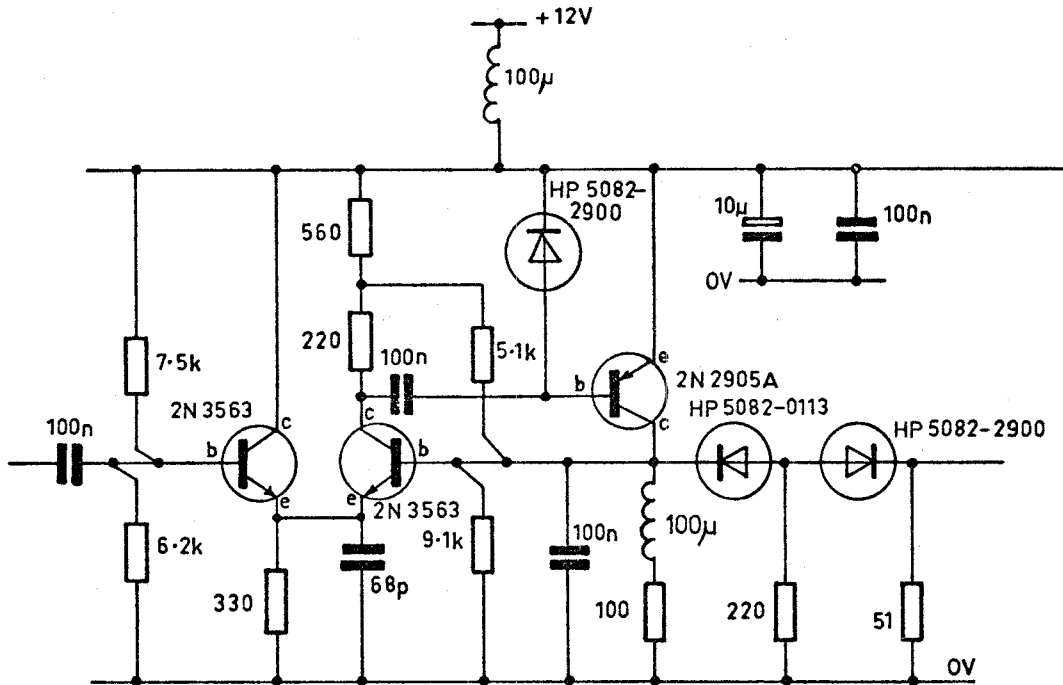 +12V
100μ
HP 5082-
2900
10μ
100n
0V
560
220
100n
5·1k
7·5k
2N 3563
100n
b
c
e
6·2k
c
b
e
2N 3563
9·1k
330
68p
b
e
c
2N 2905A
HP 5082-0113
HP 5082-2900
100n
100μ
100
220
51
0V